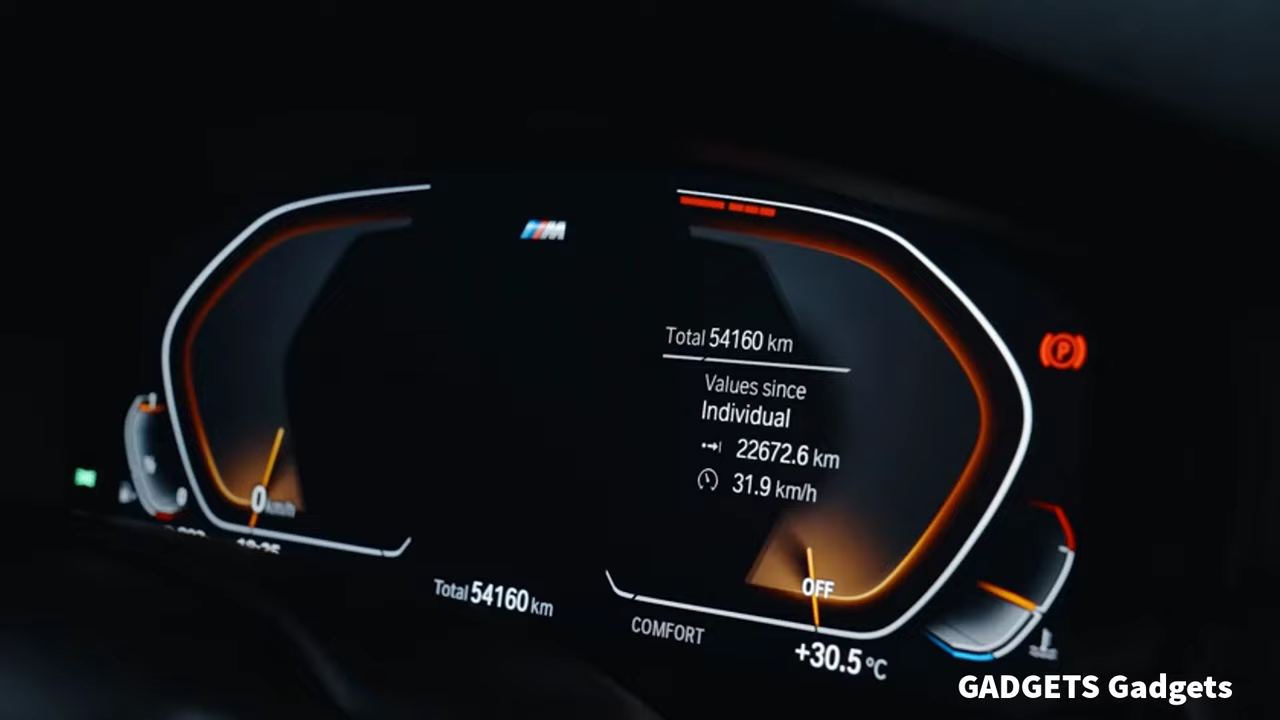 M
Total 54160 km
Values since
Individual
22672.6 km
31.9 km/h
0 km/h
OFF
Total 54160 km
COMFORT
+30.5 °C
GADGETS Gadgets